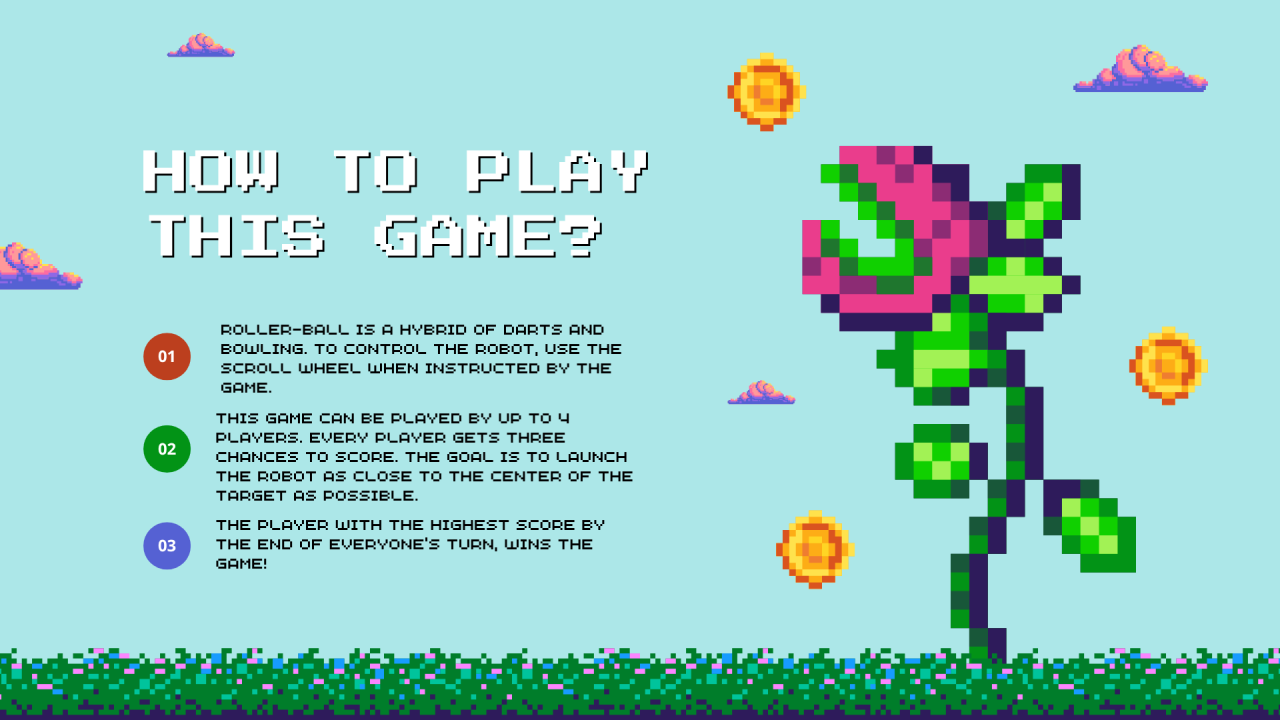 HOW TO PLAY
THIS GAME?
01
ROLLER-BALL IS A HYBRID OF DARTS AND
BOWLING. TO CONTROL THE ROBOT, USE THE
SCROLL WHEEL WHEN INSTRUCTED BY THE
GAME.
02
THIS GAME CAN BE PLAYED BY UP TO 4
PLAYERS. EVERY PLAYER GETS THREE
CHANCES TO SCORE. THE GOAL IS TO LAUNCH
THE ROBOT AS CLOSE TO THE CENTER OF THE
TARGET AS POSSIBLE.
03
THE PLAYER WITH THE HIGHEST SCORE BY
THE END OF EVERYONE'S TURN, WINS THE
GAME!